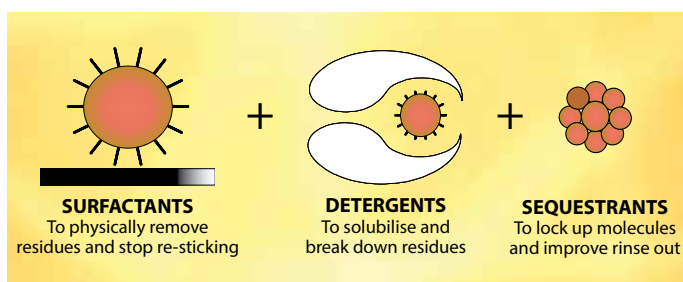 +
+
SURFACTANTS
To physically remove
residues and stop re-sticking
DETERGENTS
To solubilise and
break down residues
SEQUESTRANTS
To lock up molecules
and improve rinse out